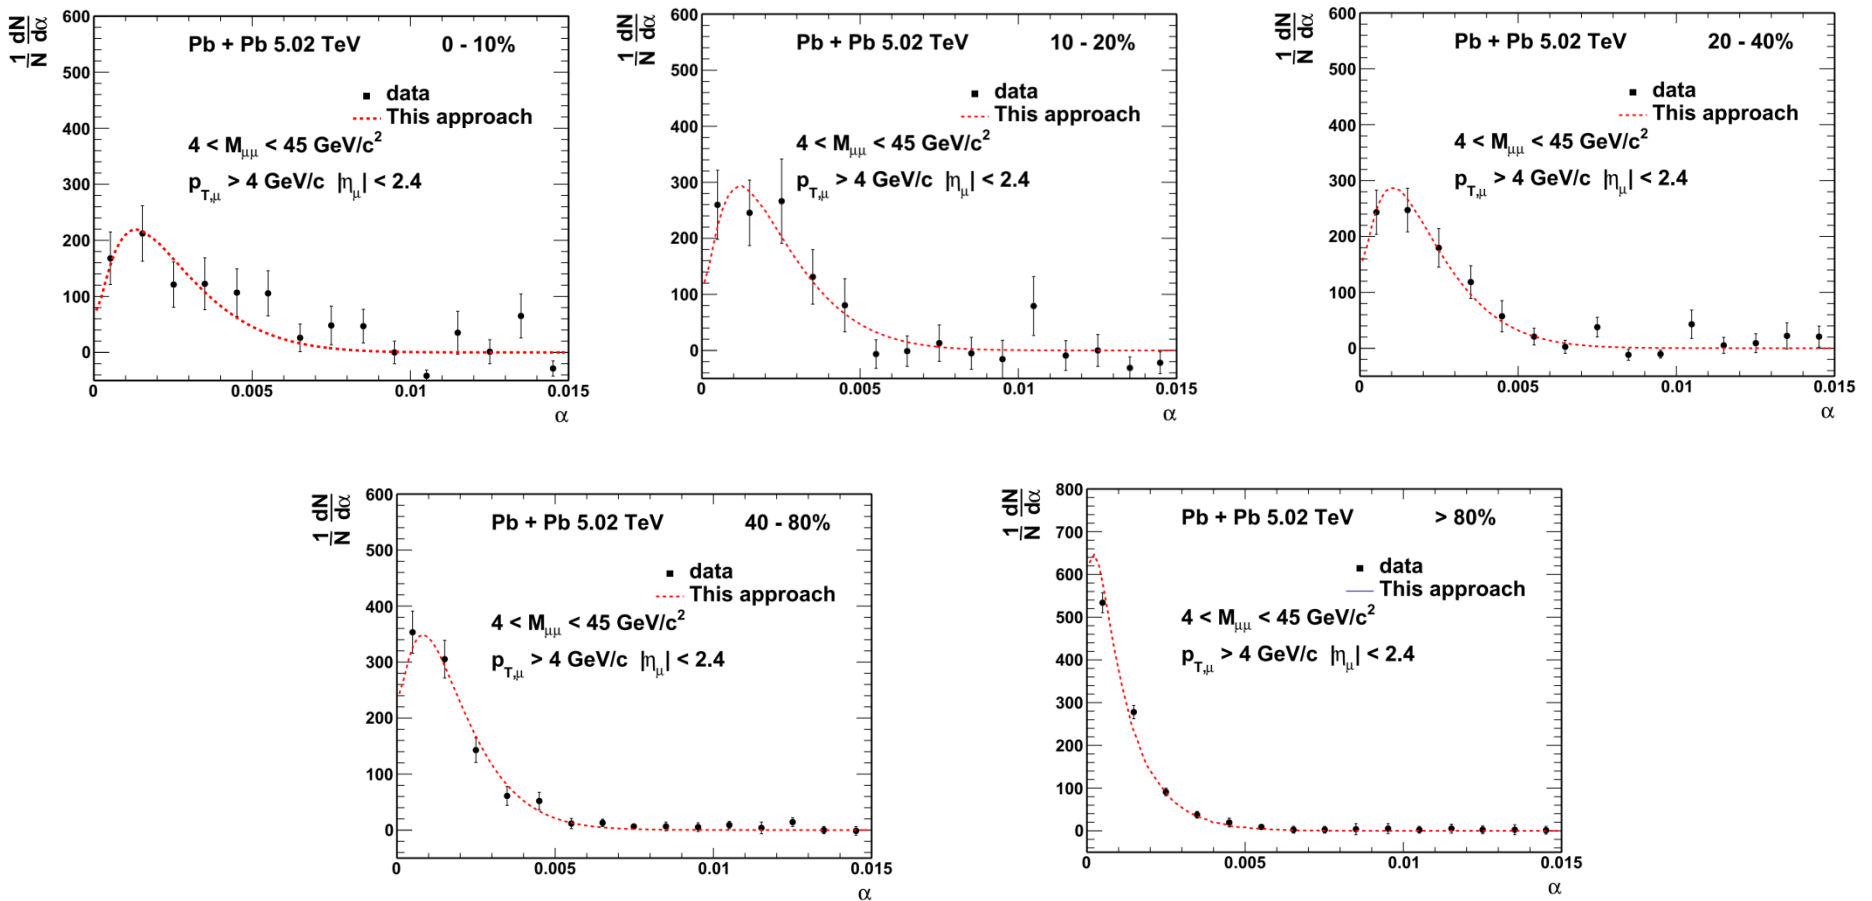 1/N dN/dα
600
500
400
300
200
100
0
Pb + Pb 5.02 TeV 0 - 10%
data
This approach
4 < Mμμ < 45 GeV/c²
pT,μ > 4 GeV/c |ημ| < 2.4
0 0.005 0.01 0.015
α
1/N dN/dα
600
500
400
300
200
100
0
Pb + Pb 5.02 TeV 10 - 20%
data
This approach
4 < Mμμ < 45 GeV/c²
pT,μ > 4 GeV/c |ημ| < 2.4
0 0.005 0.01 0.015
α
1/N dN/dα
600
500
400
300
200
100
0
Pb + Pb 5.02 TeV 20 - 40%
data
This approach
4 < Mμμ < 45 GeV/c²
pT,μ > 4 GeV/c |ημ| < 2.4
0 0.005 0.01 0.015
α
1/N dN/dα
600
500
400
300
200
100
0
Pb + Pb 5.02 TeV 40 - 80%
data
This approach
4 < Mμμ < 45 GeV/c²
pT,μ > 4 GeV/c |ημ| < 2.4
0 0.005 0.01 0.015
α
1/N dN/dα
800
700
600
500
400
300
200
100
0
Pb + Pb 5.02 TeV > 80%
data
This approach
4 < Mμμ < 45 GeV/c²
pT,μ > 4 GeV/c |ημ| < 2.4
0 0.005 0.01 0.015
α